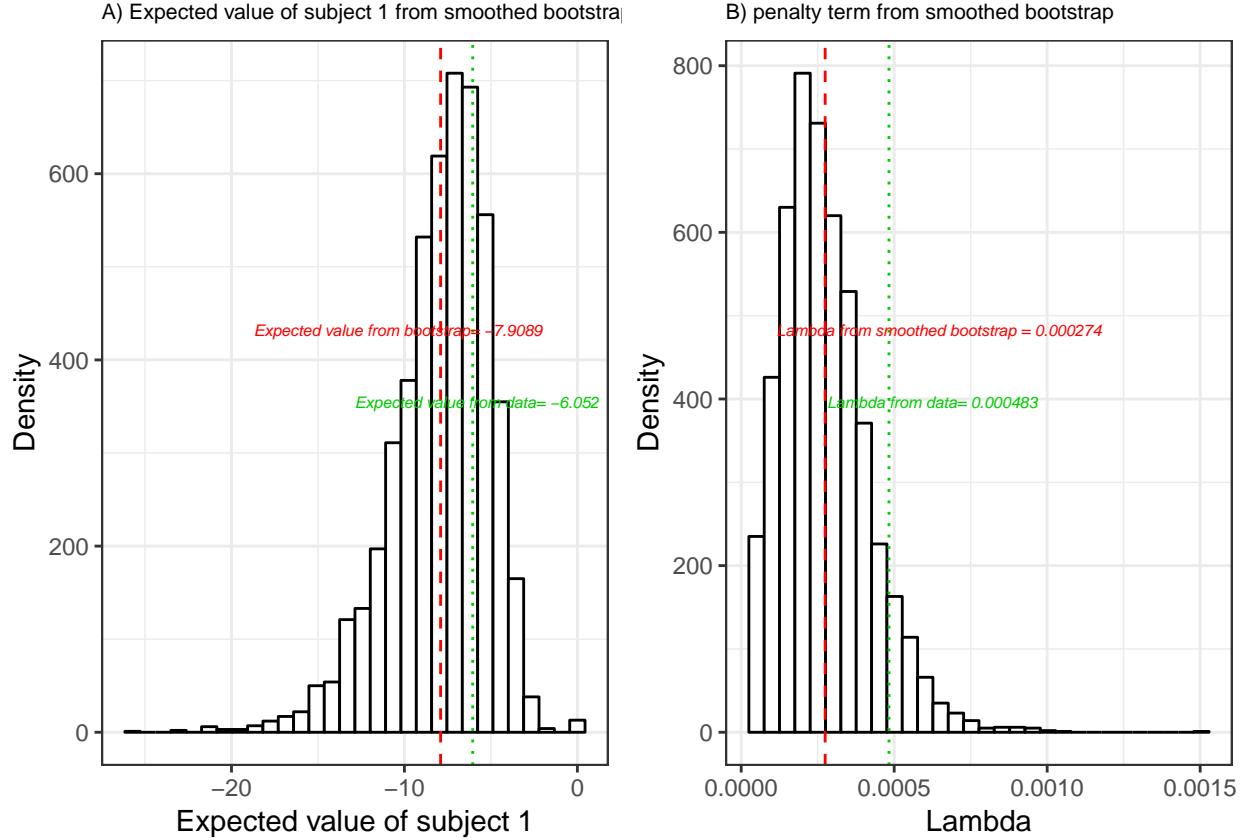 A) Expected value of subject 1 from smoothed bootstrap
Density
600
400
200
0
Expected value from bootstrap= −7.9089
Expected value from data= −6.052
−20
−10
0
Expected value of subject 1
B) penalty term from smoothed bootstrap
Density
800
600
400
200
0
Lambda from smoothed bootstrap = 0.000274
Lambda from data= 0.000483
0.0000
0.0005
0.0010
0.0015
Lambda